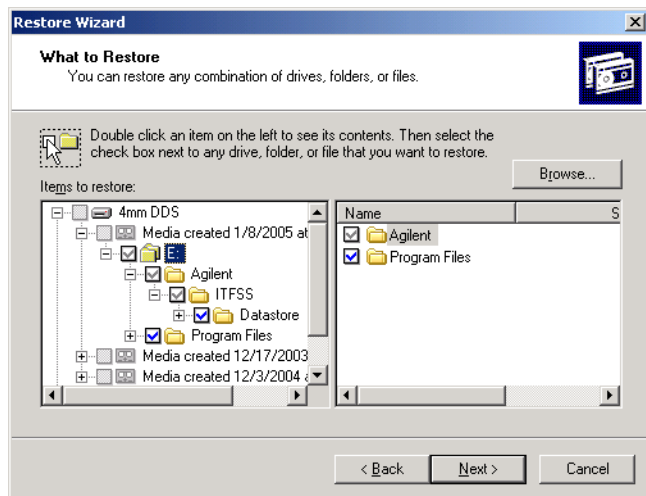 Restore Wizard
What to Restore
You can restore any combination of drives, folders, or files.
Double click an item on the left to see its contents. Then select the
check box next to any drive, folder, or file that you want to restore.
Browse...
Items to restore:
4mm DDS
Media created 1/8/2005 at
E:
Agilent
ITFSS
Datastore
Program Files
Media created 12/17/2003
Media created 12/3/2004 a
Name
S
Agilent
Program Files
< Back
Next >
Cancel